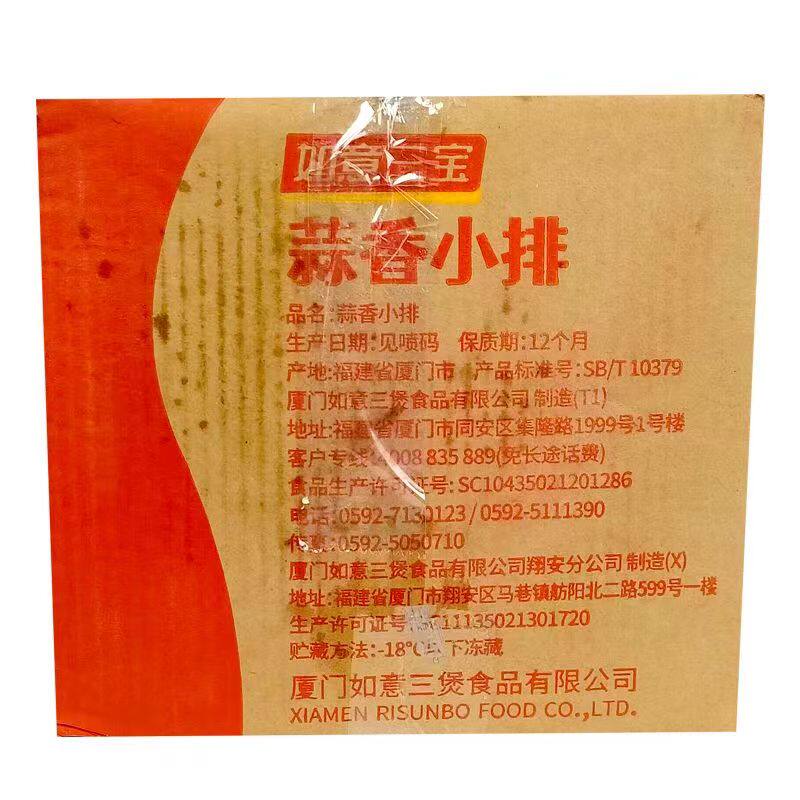 如意三宝
蒜香小排
品名:蒜香小排
生产日期:见喷码 保质期:12个月
产地:福建省厦门市 产品标准号:SB/T 10379
厦门如意三煲食品有限公司 制造(T1)
地址:福建省厦门市同安区集隆路1999号1号楼
客户专线:4008 835 889(免长途话费)
食品生产许可证号:SC10435021201286
电话:0592-7130123 / 0592-5111390
传真:0592-5050710
厦门如意三煲食品有限公司翔安分公司 制造(X)
地址:福建省厦门市翔安区马巷镇舫阳北二路599号一楼
生产许可证号:SC11135021301720
贮藏方法:-18℃以下冻藏
厦门如意三煲食品有限公司
XIAMEN RISUNBO FOOD CO.,LTD.